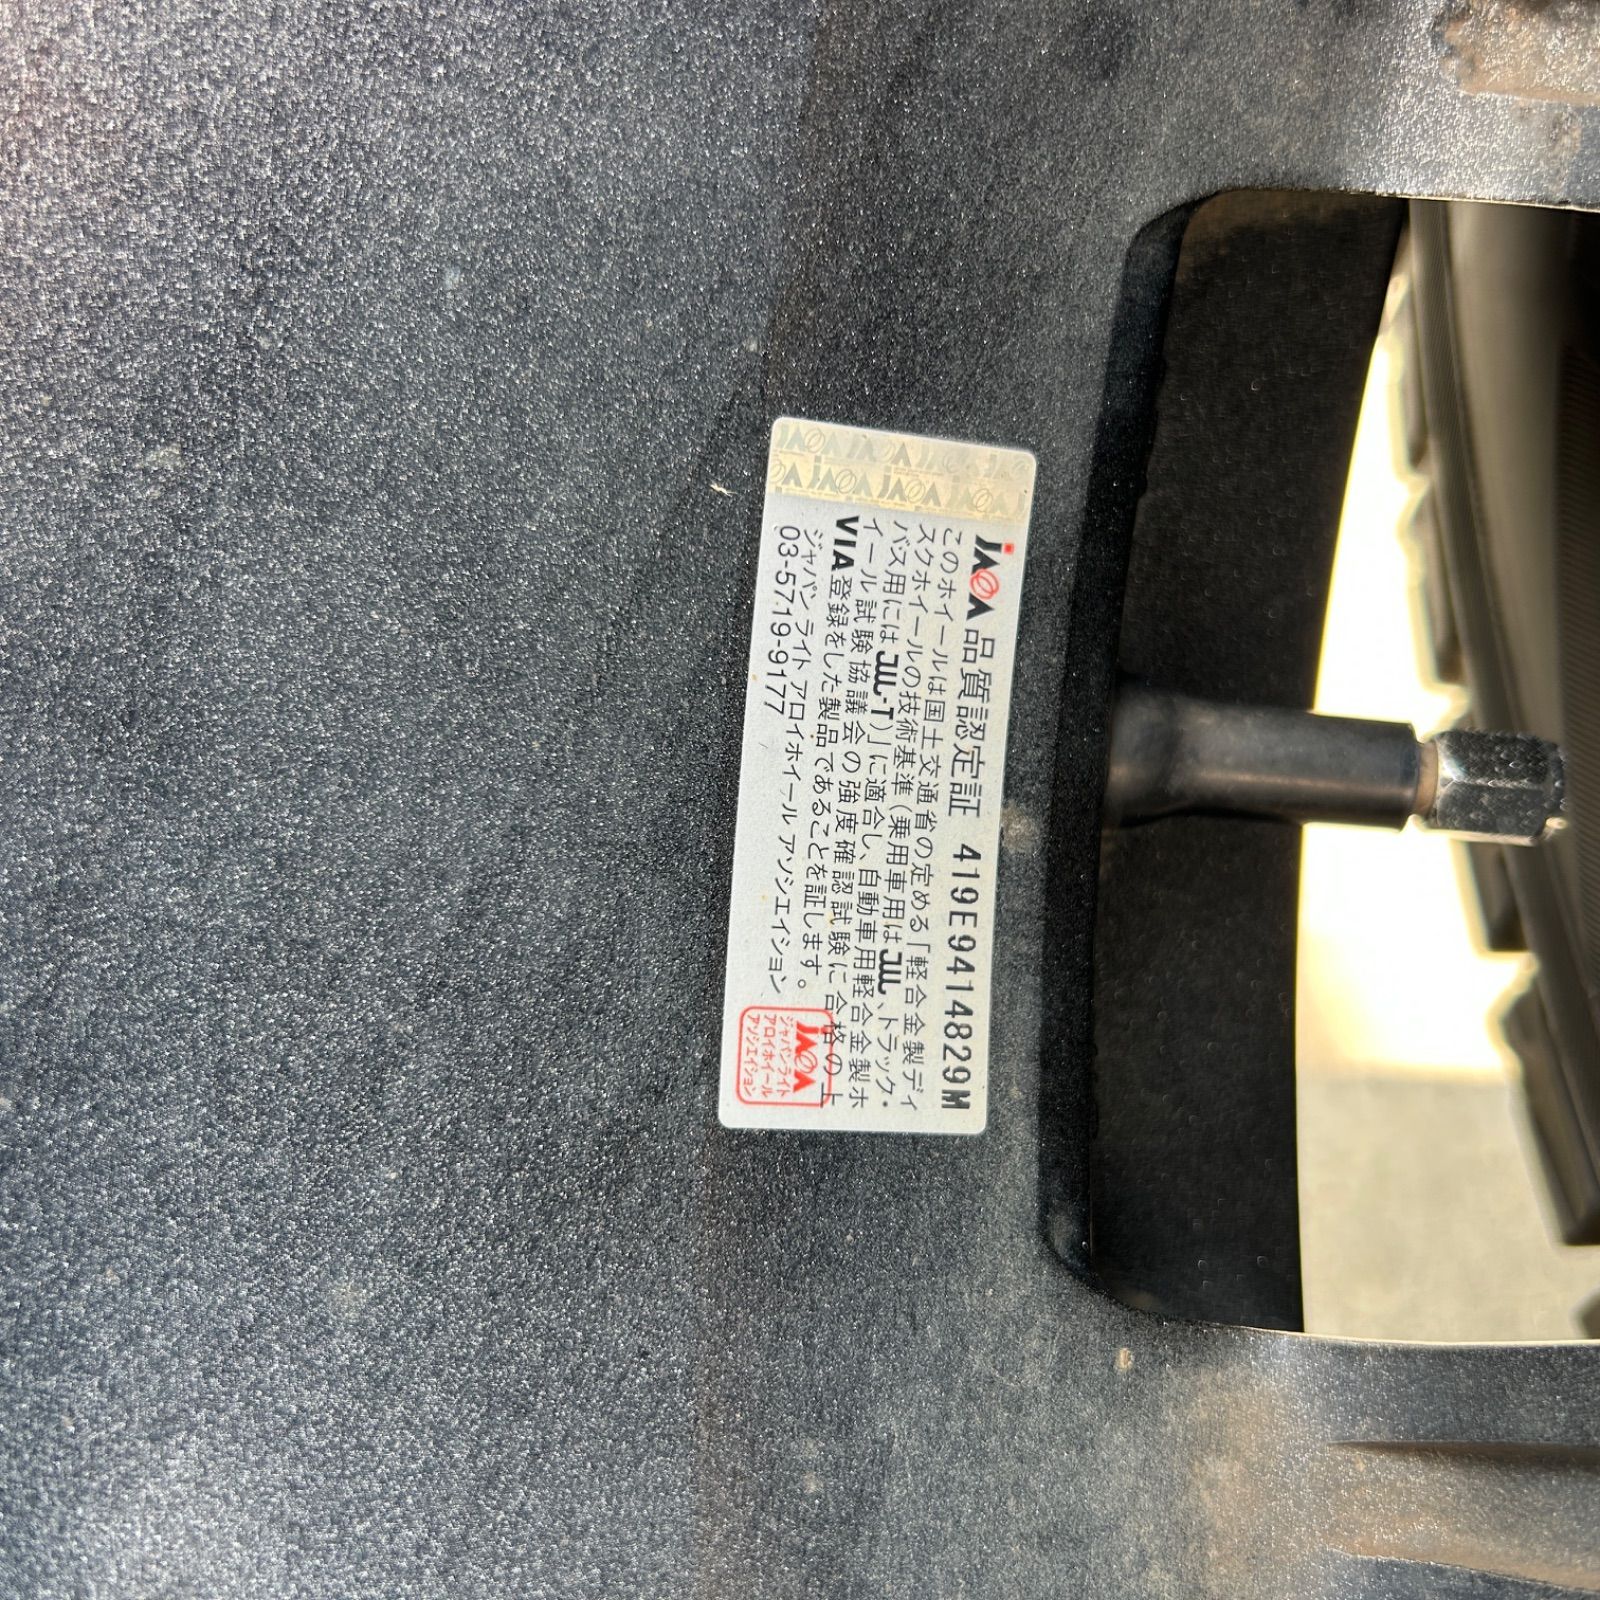 JAWA 品質認定証 419E9414829M
このホイールは国土交通省の定める「軽合金製ディ
スクホイールの技術基準(乗用車用はJWL、トラック・
バス用にはJWL-T)」に適合し、自動車用軽合金製ホ
イール試験協議会の強度確認試験に合格の上
VIA登録をした製品であることを証します。
ジャパン ライト アロイホイール アソシエイション
03-5719-9177
JAWA
ジャパンライト
アロイホイール
アソシエイション